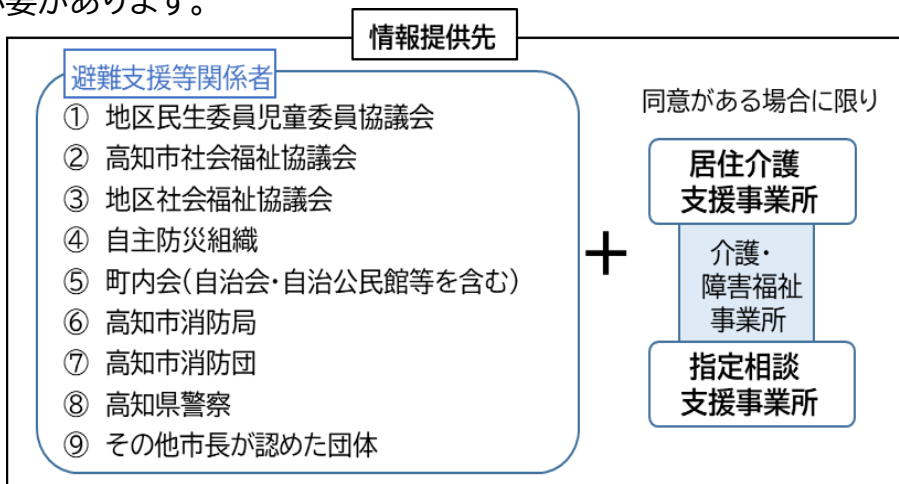 必要があります。
情報提供先
避難支援等関係者
① 地区民生委員児童委員協議会
② 高知市社会福祉協議会
③ 地区社会福祉協議会
④ 自主防災組織
⑤ 町内会(自治会・自治公民館等を含む)
⑥ 高知市消防局
⑦ 高知市消防団
⑧ 高知県警察
⑨ その他市長が認めた団体
+
同意がある場合に限り
居住介護
支援事業所
介護・
障害福祉
事業所
指定相談
支援事業所